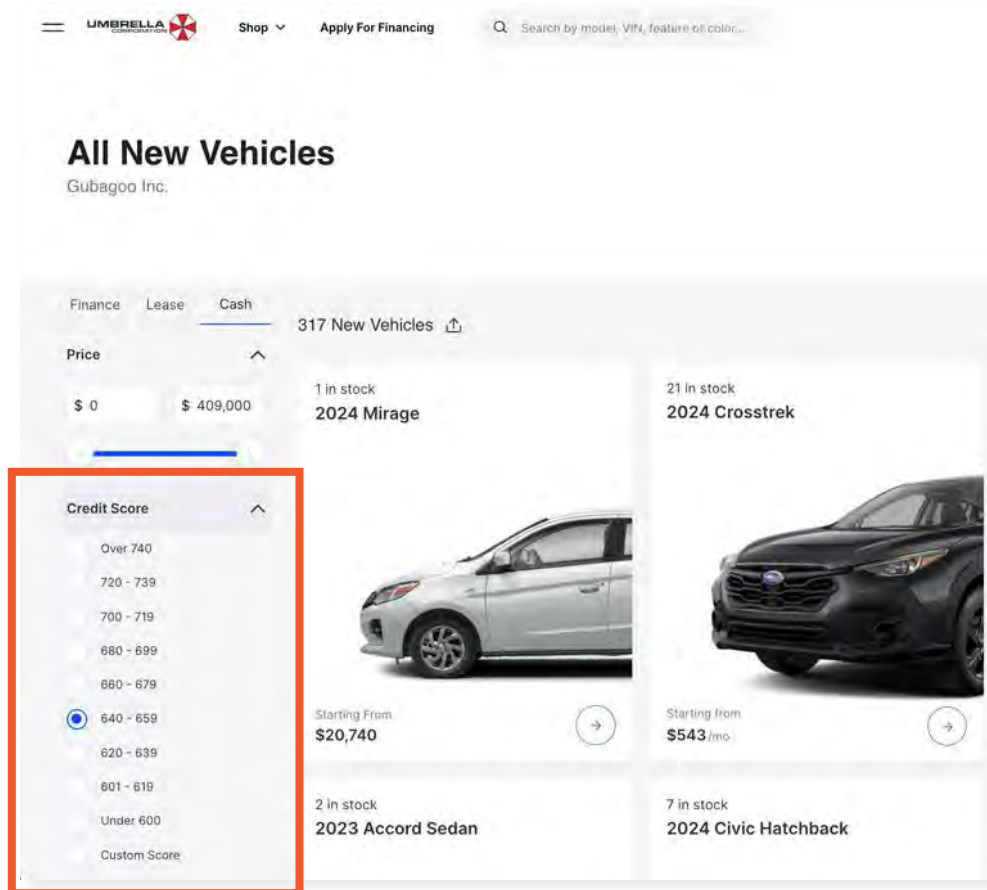 UMBRELLA
CORPORATION
Shop
Apply For Financing
Search by model, VIN, feature or color...
All New Vehicles
Gubagoo Inc.
Finance Lease Cash
317 New Vehicles
Price
$ 0 $ 409,000
Credit Score
Over 740
720 - 739
700 - 719
680 - 699
660 - 679
640 - 659
620 - 639
601 - 619
Under 600
Custom Score
1 in stock
2024 Mirage
Starting From
$20,740
21 in stock
2024 Crosstrek
Starting from
$543 /mo
2 in stock
2023 Accord Sedan
7 in stock
2024 Civic Hatchback